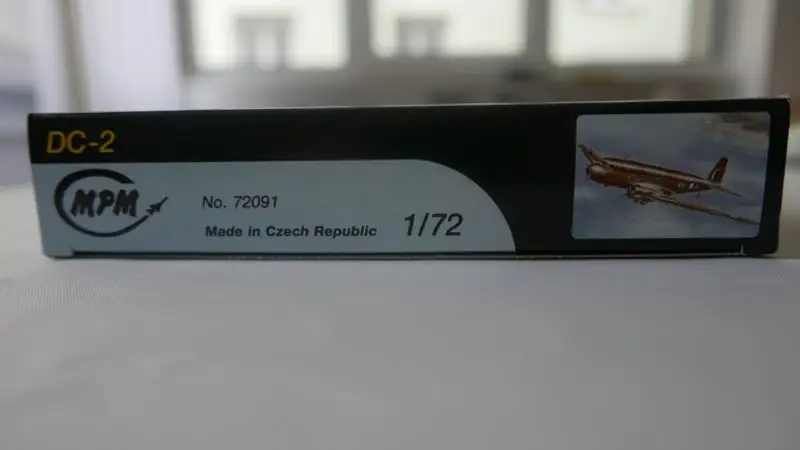 DC-2
MPM
No. 72091
Made in Czech Republic
1/72